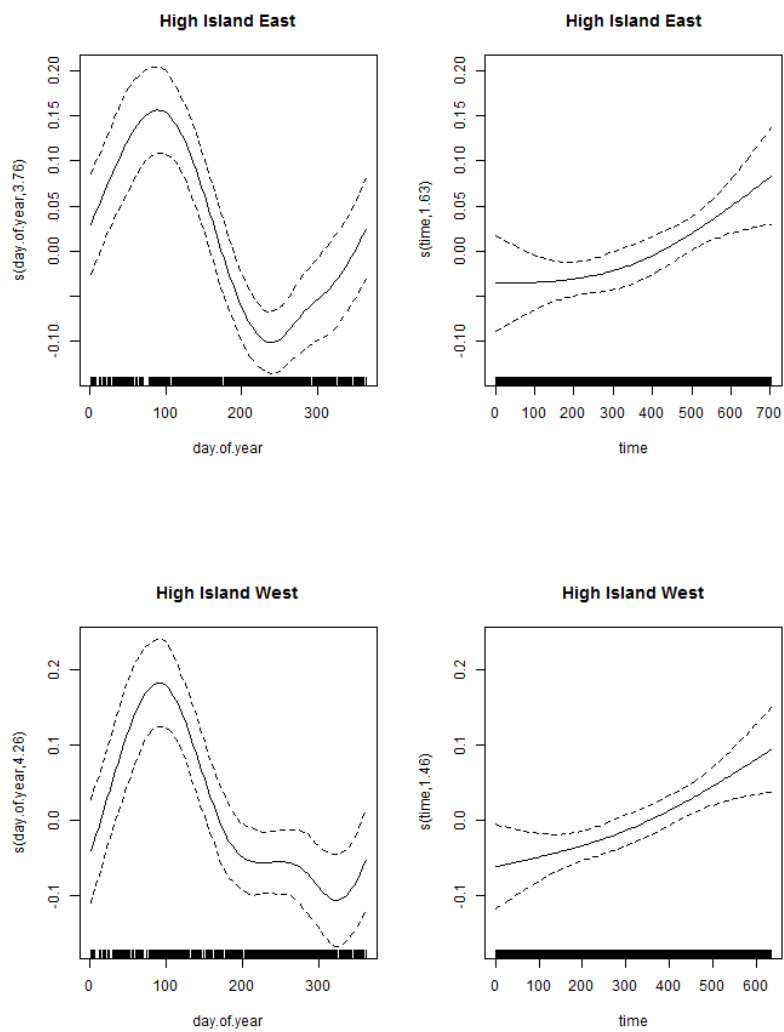 High Island East
s(day.of.year,3.76)
0.20
0.15
0.10
0.05
0.00
-0.10
0 100 200 300
day.of.year
High Island East
s(time,1.63)
0.20
0.15
0.10
0.05
0.00
-0.10
0 100 200 300 400 500 600 700
time
High Island West
s(day.of.year,4.26)
0.2
0.1
0.0
-0.1
0 100 200 300
day.of.year
High Island West
s(time,1.46)
0.2
0.1
0.0
-0.1
0 100 200 300 400 500 600
time